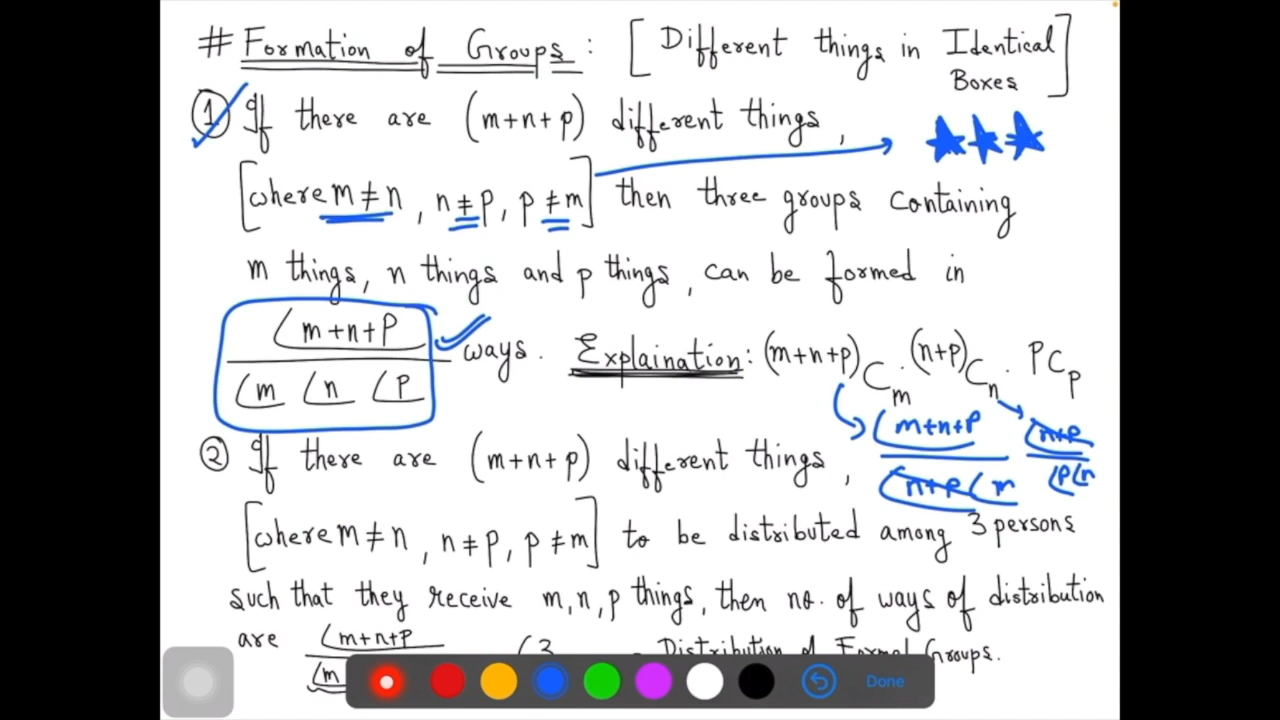 # Formation of Groups : [Different things in Identical Boxes]
① If there are (m+n+p) different things,
[where m ≠ n, n ≠ p, p ≠ m] then three groups containing
m things, n things and p things, can be formed in
(m+n+p
(m (n (p
ways. Explaination: (m+n+p)Cm . (n+p)Cn . PCp
(m+n+p (n+p
(n+p (m (p (n
② If there are (m+n+p) different things,
[where m ≠ n, n ≠ p, p ≠ m] to be distributed among 3 persons
such that they receive m, n, p things, then no. of ways of distribution
are (m+n+p (3 Distribution of Formal Groups.
(m
Done